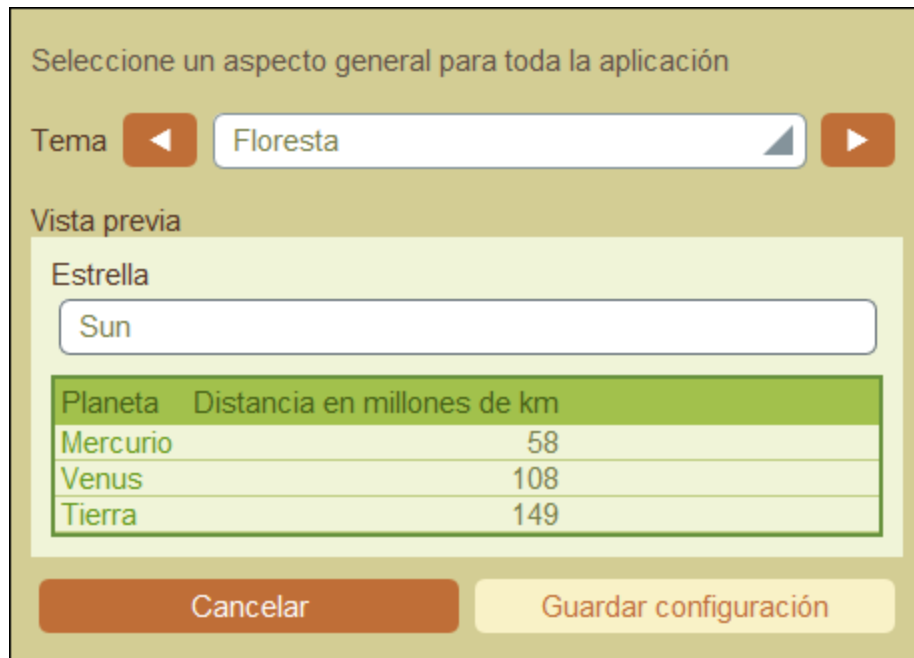 Seleccione un aspecto general para toda la aplicación
Tema Floresta
Vista previa
Estrella
Sun
Planeta Distancia en millones de km
Mercurio 58
Venus 108
Tierra 149
Cancelar Guardar configuración